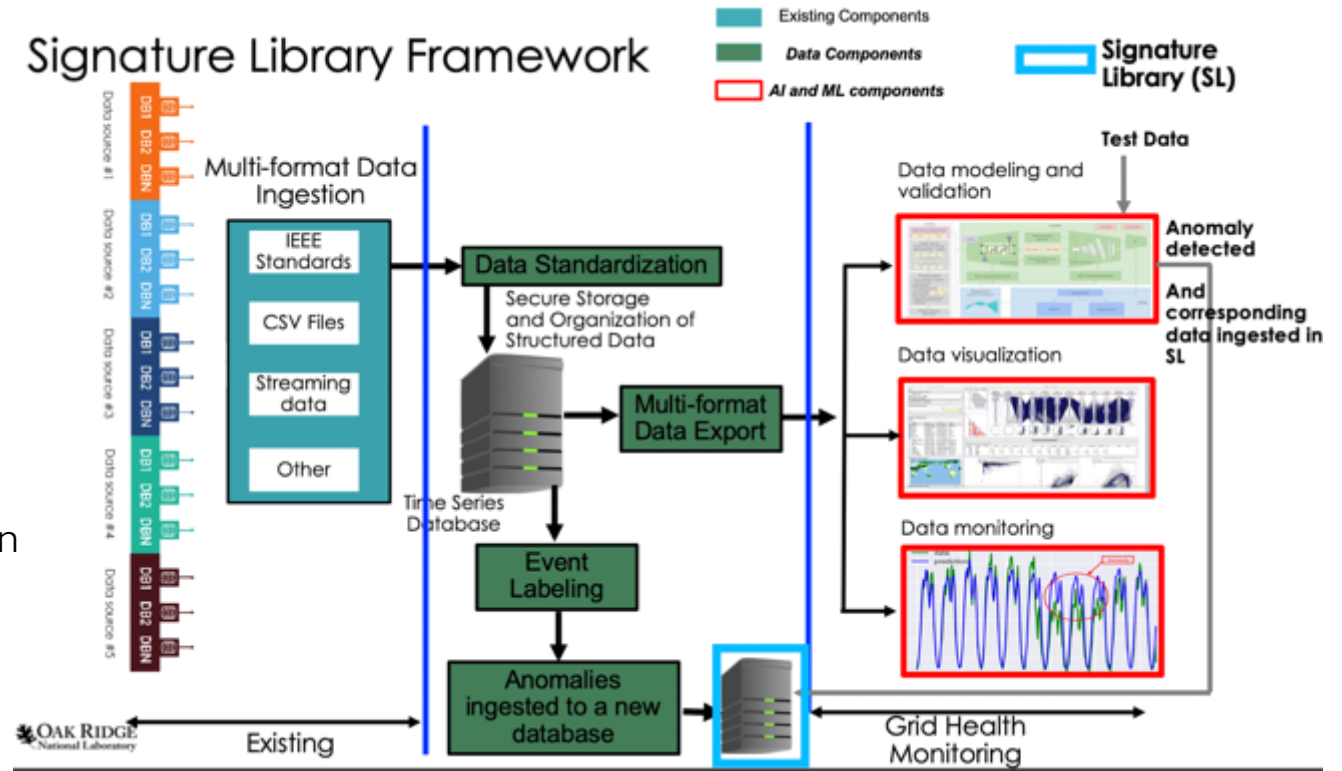 Signature Library Framework
Existing Components
Data Components
AI and ML components
Signature
Library (SL)
Data source #1
DB1
DB2
DBN
Data source #2
DB1
DB2
DBN
Data source #3
DB1
DB2
DBN
Data source #4
DB1
DB2
DBN
Data source #5
DB1
DB2
DBN
n
Multi-format Data
Ingestion
IEEE
Standards
CSV Files
Streaming
data
Other
Data Standardization
Secure Storage
and Organization of
Structured Data
Time Series
Database
Multi-format
Data Export
Event
Labeling
Anomalies
ingested to a new
database
Test Data
Data modeling and
validation
Anomaly
detected
And
corresponding
data ingested in
SL
Data visualization
Data monitoring
data
predictions
OAK RIDGE
National Laboratory
Existing
Grid Health
Monitoring